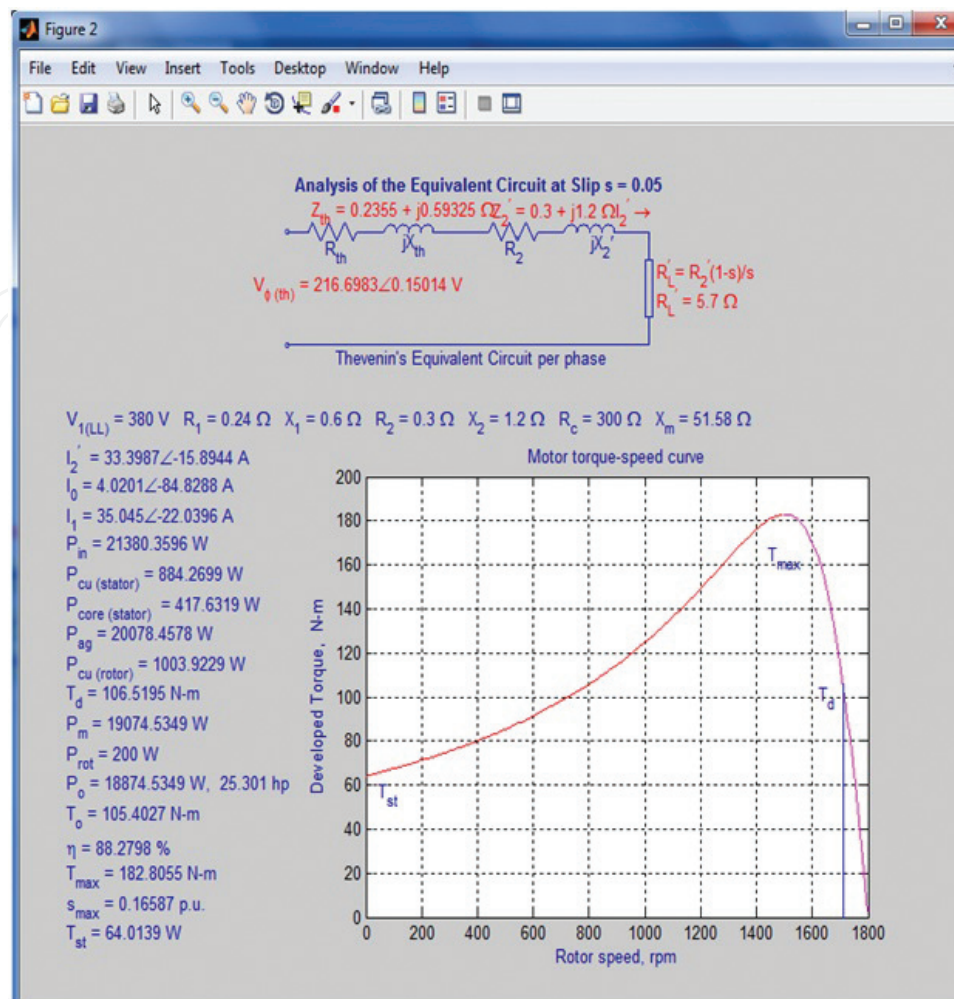 Figure 2
File Edit View Insert Tools Desktop Window Help
Analysis of the Equivalent Circuit at Slip s = 0.05
Z_th = 0.2355 + j0.59325 Ω Z_2' = 0.3 + j1.2 Ω I_2' →
R_th jX_th R_2 jX_2'
V_ϕ (th) = 216.6983∠0.15014 V
R_L' = R_2'(1-s)/s
R_L' = 5.7 Ω
Thevenin's Equivalent Circuit per phase
V_1(LL) = 380 V R_1 = 0.24 Ω X_1 = 0.6 Ω R_2 = 0.3 Ω X_2 = 1.2 Ω R_c = 300 Ω X_m = 51.58 Ω
I_2' = 33.3987∠-15.8944 A
I_0 = 4.0201∠-84.8288 A
I_1 = 35.045∠-22.0396 A
P_in = 21380.3596 W
P_cu (stator) = 884.2699 W
P_core (stator) = 417.6319 W
P_ag = 20078.4578 W
P_cu (rotor) = 1003.9229 W
T_d = 106.5195 N-m
P_m = 19074.5349 W
P_rot = 200 W
P_o = 18874.5349 W, 25.301 hp
T_o = 105.4027 N-m
η = 88.2798 %
T_max = 182.8055 N-m
s_max = 0.16587 p.u.
T_st = 64.0139 W
Motor torque-speed curve
Developed Torque, N-m
200
180
160
140
120
100
80
60
40
20
0
T_max
T_d
T_st
0 200 400 600 800 1000 1200 1400 1600 1800
Rotor speed, rpm